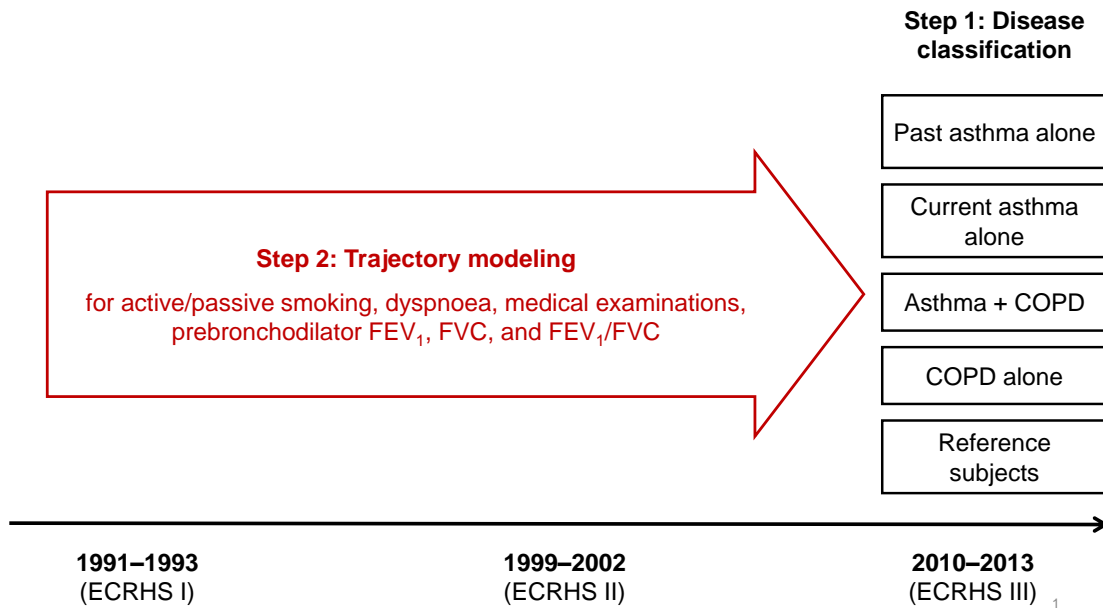 Step 1: Disease
classification
Past asthma alone
Current asthma
alone
Asthma + COPD
COPD alone
Reference
subjects
Step 2: Trajectory modeling
for active/passive smoking, dyspnoea, medical examinations,
prebronchodilator FEV₁, FVC, and FEV₁/FVC
1991–1993
(ECRHS I)
1999–2002
(ECRHS II)
2010–2013
(ECRHS III)
1